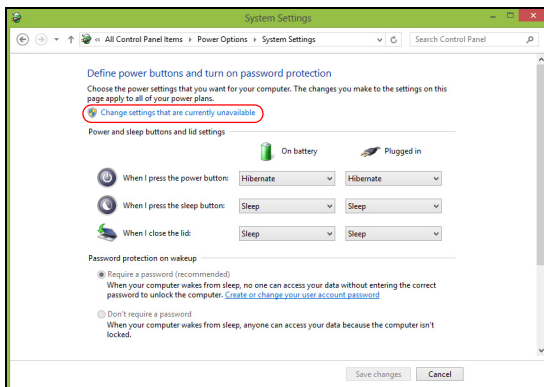 System Settings
« All Control Panel Items Power Options System Settings
Search Control Panel
Define power buttons and turn on password protection
Choose the power settings that you want for your computer. The changes you make to the settings on this
page apply to all of your power plans.
Change settings that are currently unavailable
Power and sleep buttons and lid settings
On battery Plugged in
When I press the power button: Hibernate Hibernate
When I press the sleep button: Sleep Sleep
When I close the lid: Sleep Sleep
Password protection on wakeup
Require a password (recommended)
When your computer wakes from sleep, no one can access your data without entering the correct
password to unlock the computer. Create or change your user account password
Don't require a password
When your computer wakes from sleep, anyone can access your data because the computer isn't
locked.
Save changes Cancel